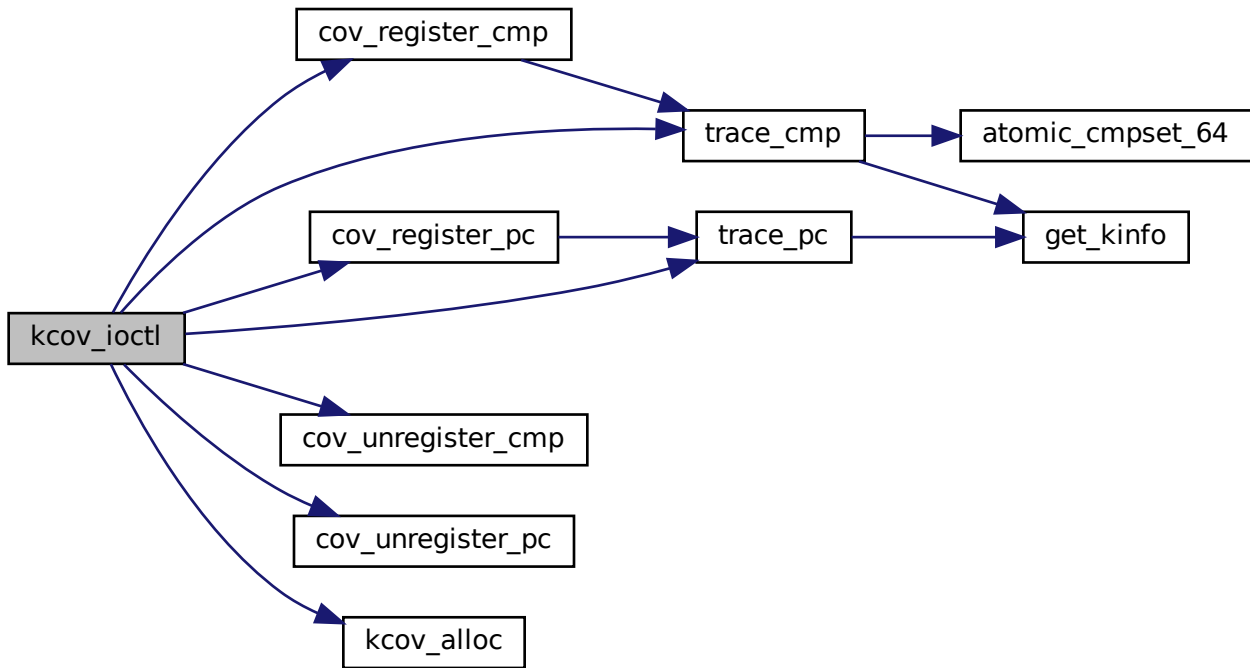 cov_register_cmp
trace_cmp
atomic_cmpset_64
cov_register_pc
trace_pc
get_kinfo
kcov_ioctl
cov_unregister_cmp
cov_unregister_pc
kcov_alloc